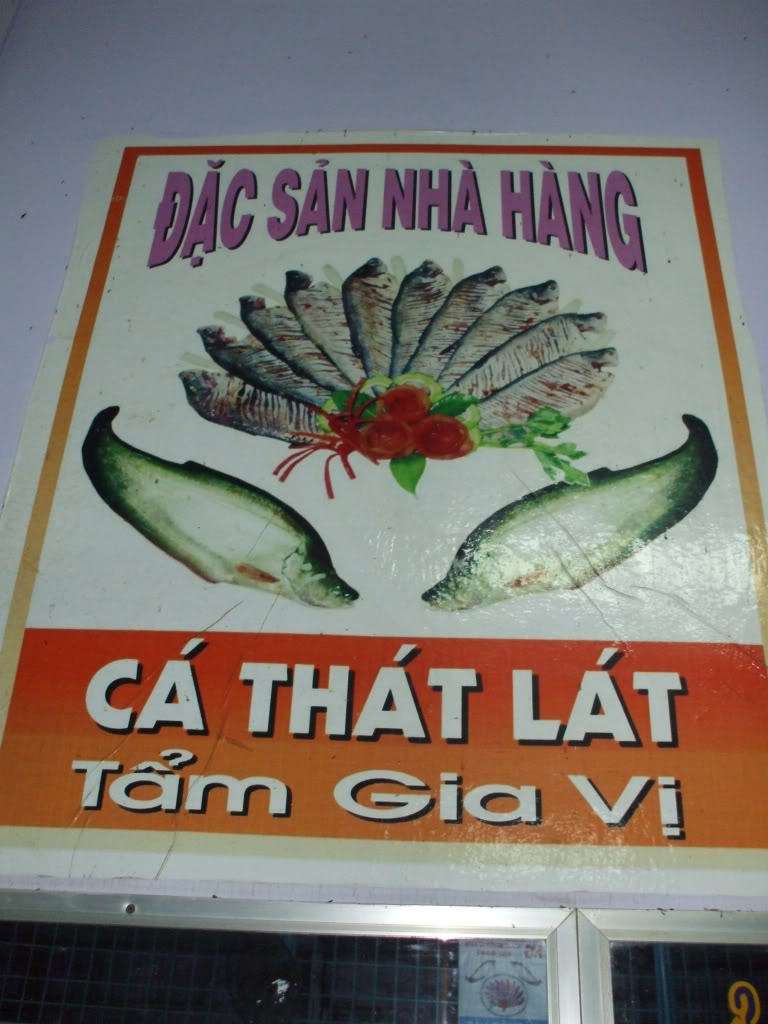 ĐẶC SẢN NHÀ HÀNG
CÁ THÁT LÁT
Tẩm Gia Vị